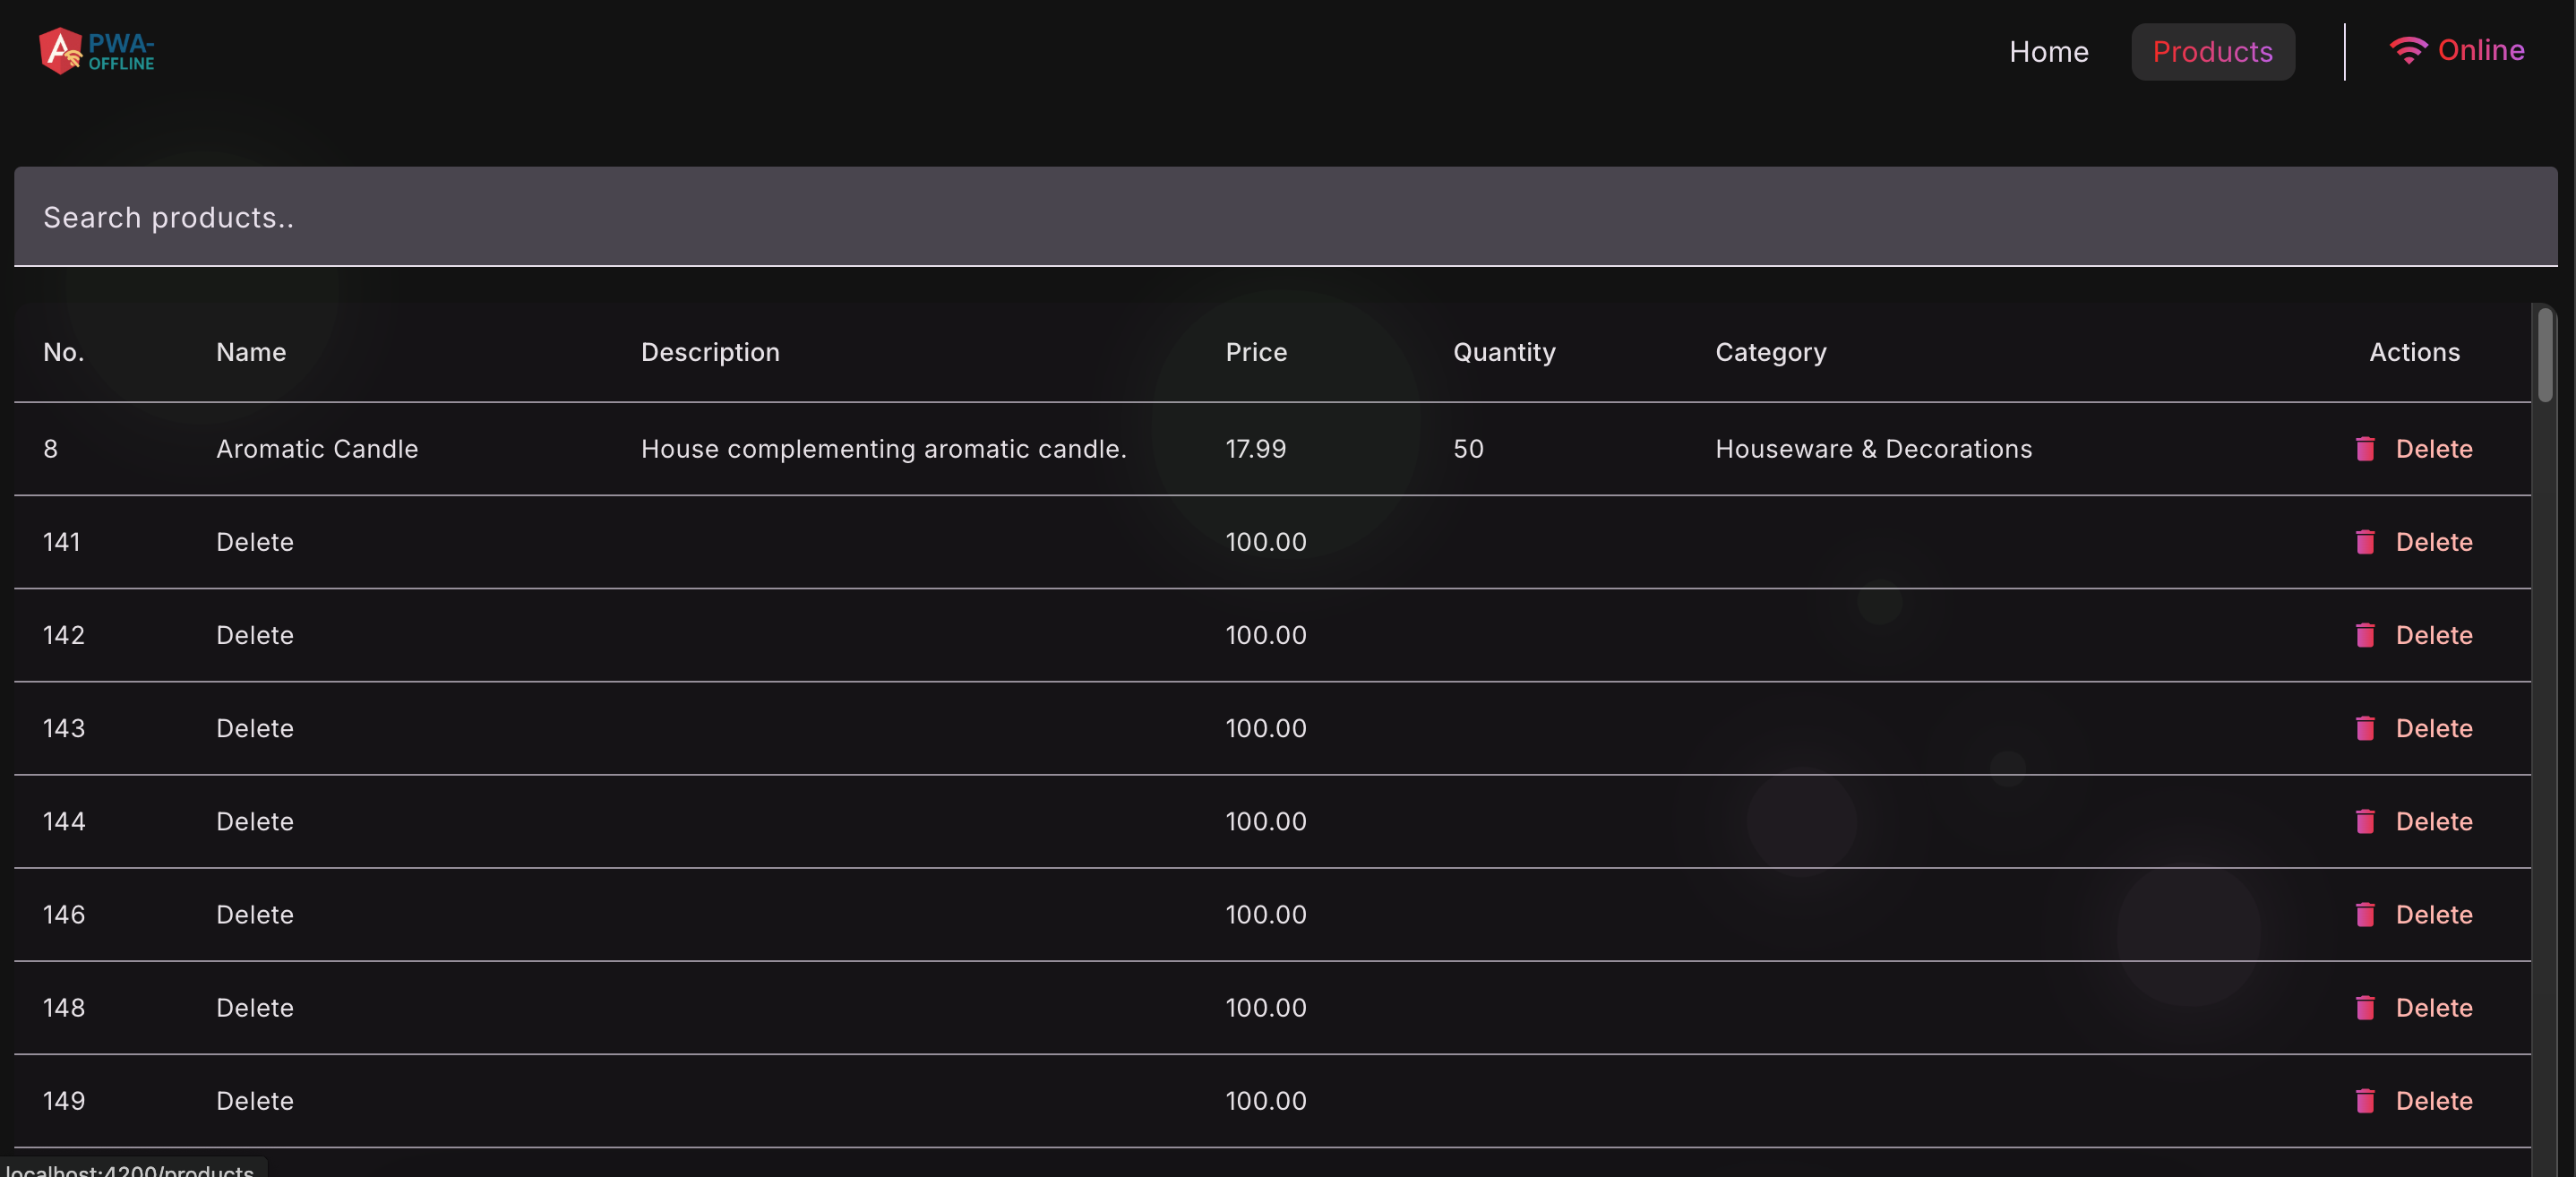 PWA-
OFFLINE
Home Products Online
Search products..
No. Name Description Price Quantity Category Actions
8 Aromatic Candle House complementing aromatic candle. 17.99 50 Houseware & Decorations Delete
141 Delete 100.00 Delete
142 Delete 100.00 Delete
143 Delete 100.00 Delete
144 Delete 100.00 Delete
146 Delete 100.00 Delete
148 Delete 100.00 Delete
149 Delete 100.00 Delete
localhost:4200/products